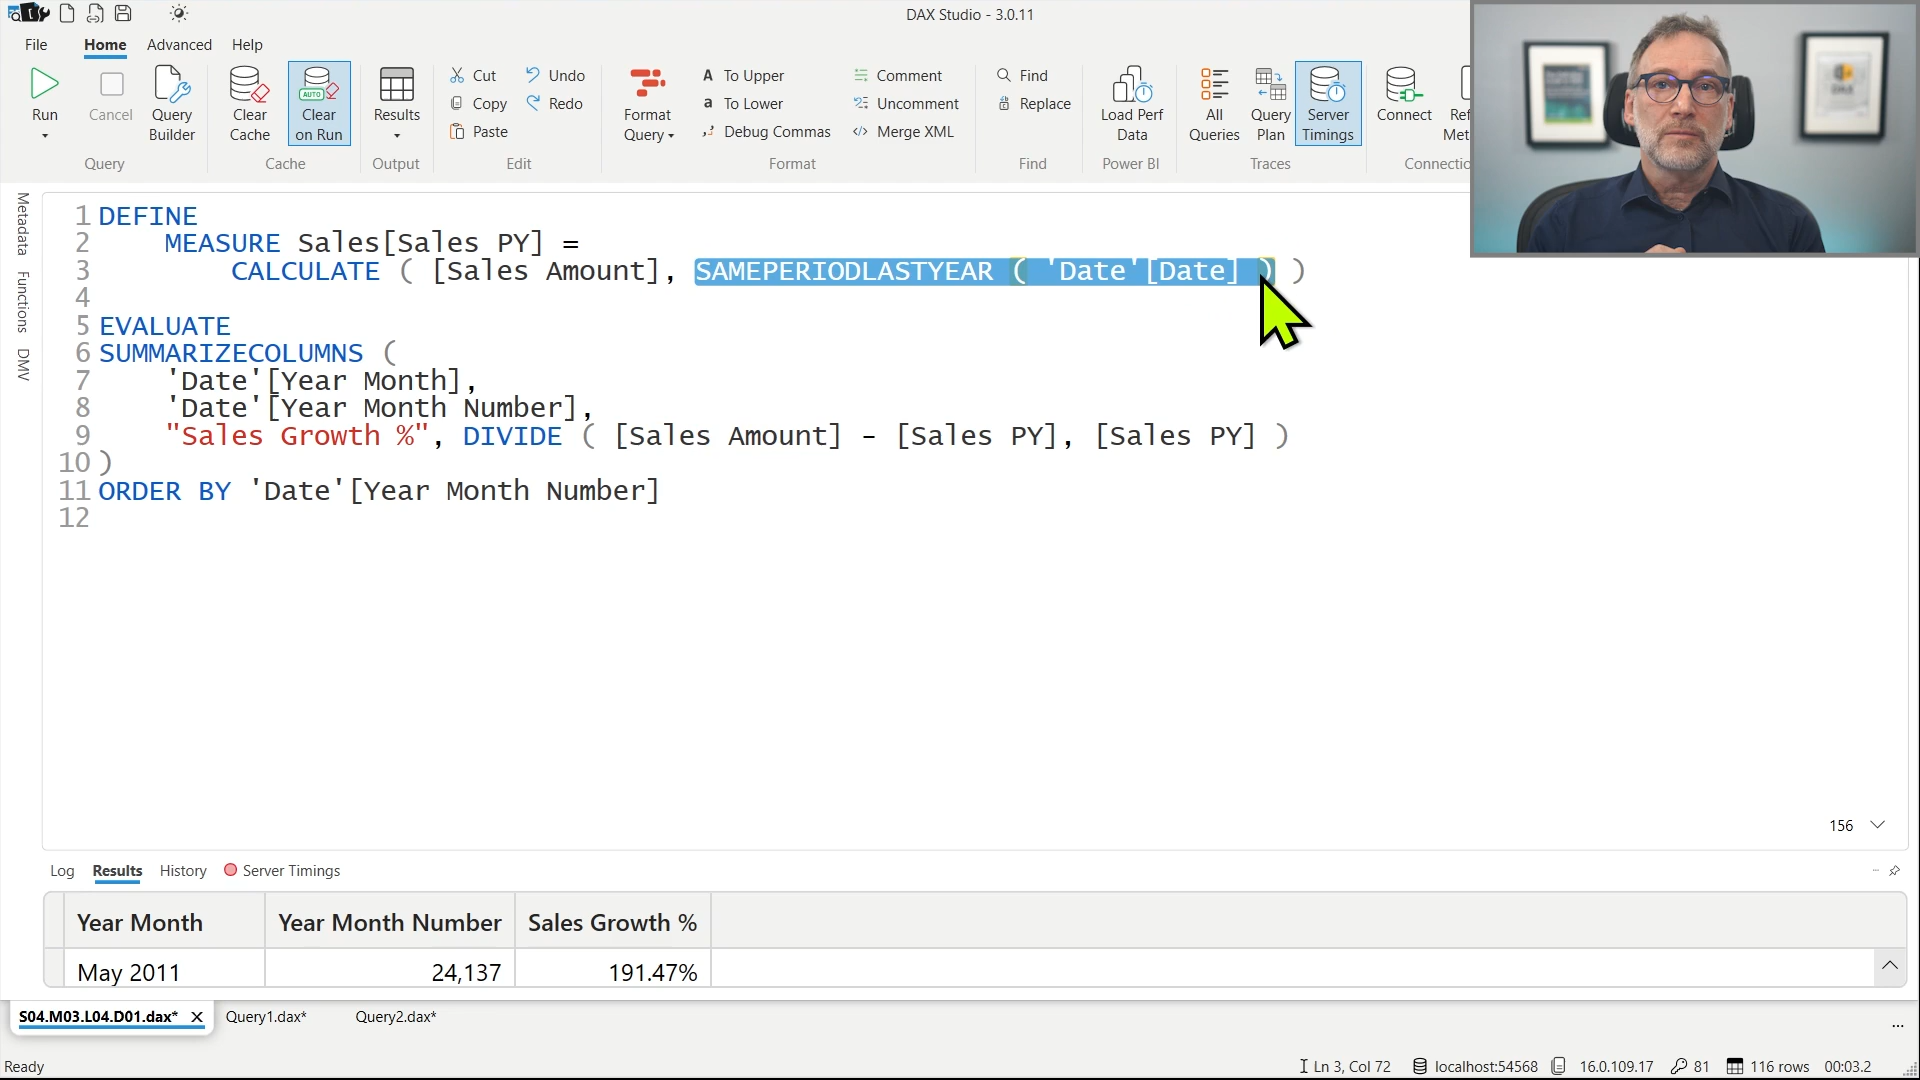 DAX Studio - 3.0.11
File Home Advanced Help
Run
Cancel
Query Builder
Query
Clear Cache
AUTO
Clear on Run
Cache
Results
Output
Cut
Copy
Paste
Undo
Redo
Edit
Format Query
A To Upper
a To Lower
Debug Commas
Comment
Uncomment
Merge XML
Format
Find
Replace
Find
Load Perf Data
Power BI
All Queries
Query Plan
Server Timings
Traces
Connect
Metadata
Functions
DMV
1 DEFINE
2 MEASURE Sales[Sales PY] =
3 CALCULATE ( [Sales Amount], SAMEPERIODLASTYEAR ( 'Date'[Date] ) )
4
5 EVALUATE
6 SUMMARIZECOLUMNS (
7 'Date'[Year Month],
8 'Date'[Year Month Number],
9 "Sales Growth %", DIVIDE ( [Sales Amount] - [Sales PY], [Sales PY] )
10 )
11 ORDER BY 'Date'[Year Month Number]
12
156
Log Results History Server Timings
Year Month Year Month Number Sales Growth %
May 2011 24,137 191.47%
S04.M03.L04.D01.dax* Query1.dax* Query2.dax*
Ready Ln 3, Col 72 localhost:54568 16.0.109.17 81 116 rows 00:03.2